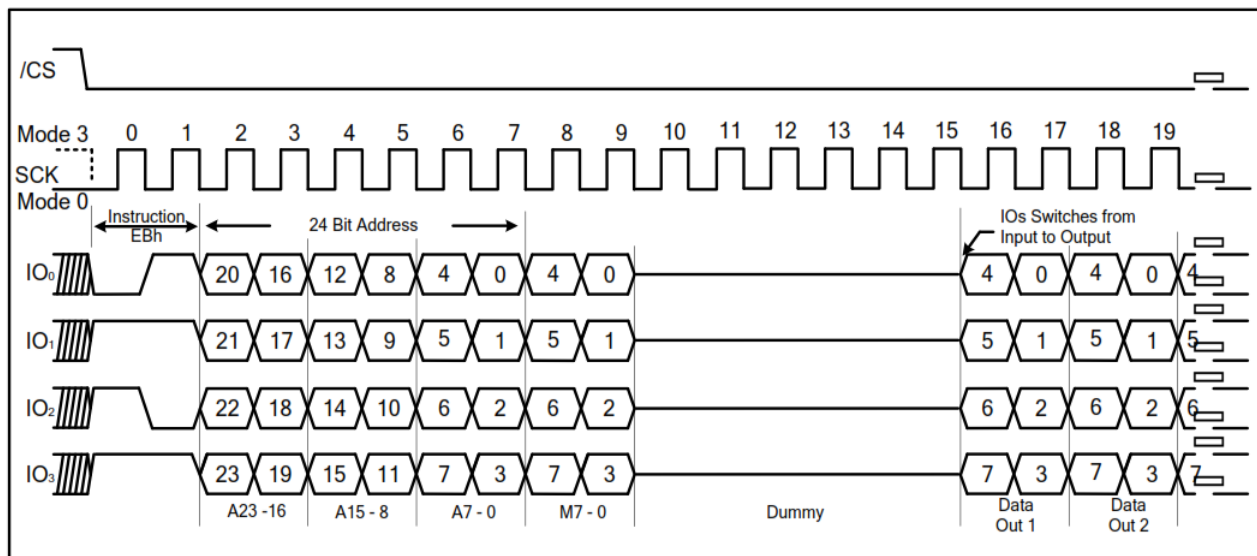 /CS
Mode 3 0 1 2 3 4 5 6 7 8 9 10 11 12 13 14 15 16 17 18 19
SCK
Mode 0
Instruction
EBh
24 Bit Address
IOs Switches from
Input to Output
IO0 20 16 12 8 4 0 4 0 4 0 4 0 4
IO1 21 17 13 9 5 1 5 1 5 1 5 1 5
IO2 22 18 14 10 6 2 6 2 6 2 6 2 6
IO3 23 19 15 11 7 3 7 3 7 3 7 3 7
A23 -16 A15 - 8 A7 - 0 M7 - 0 Dummy
Data
Out 1
Data
Out 2